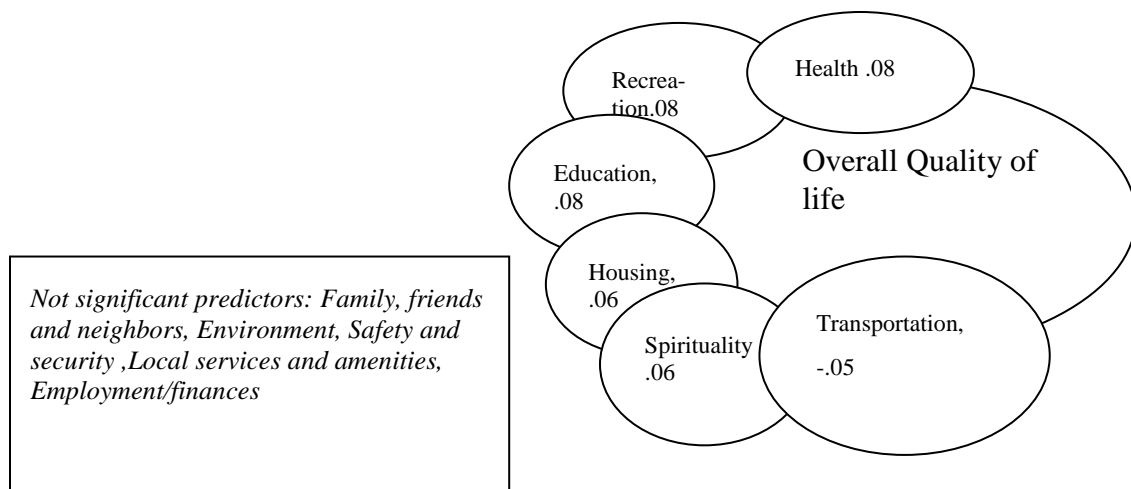 Health .08
Recrea-
tion.08
Overall Quality of
life
Education,
.08
Housing,
.06
Spirituality
.06
Transportation,
-.05
Not significant predictors: Family, friends
and neighbors, Environment, Safety and
security ,Local services and amenities,
Employment/finances